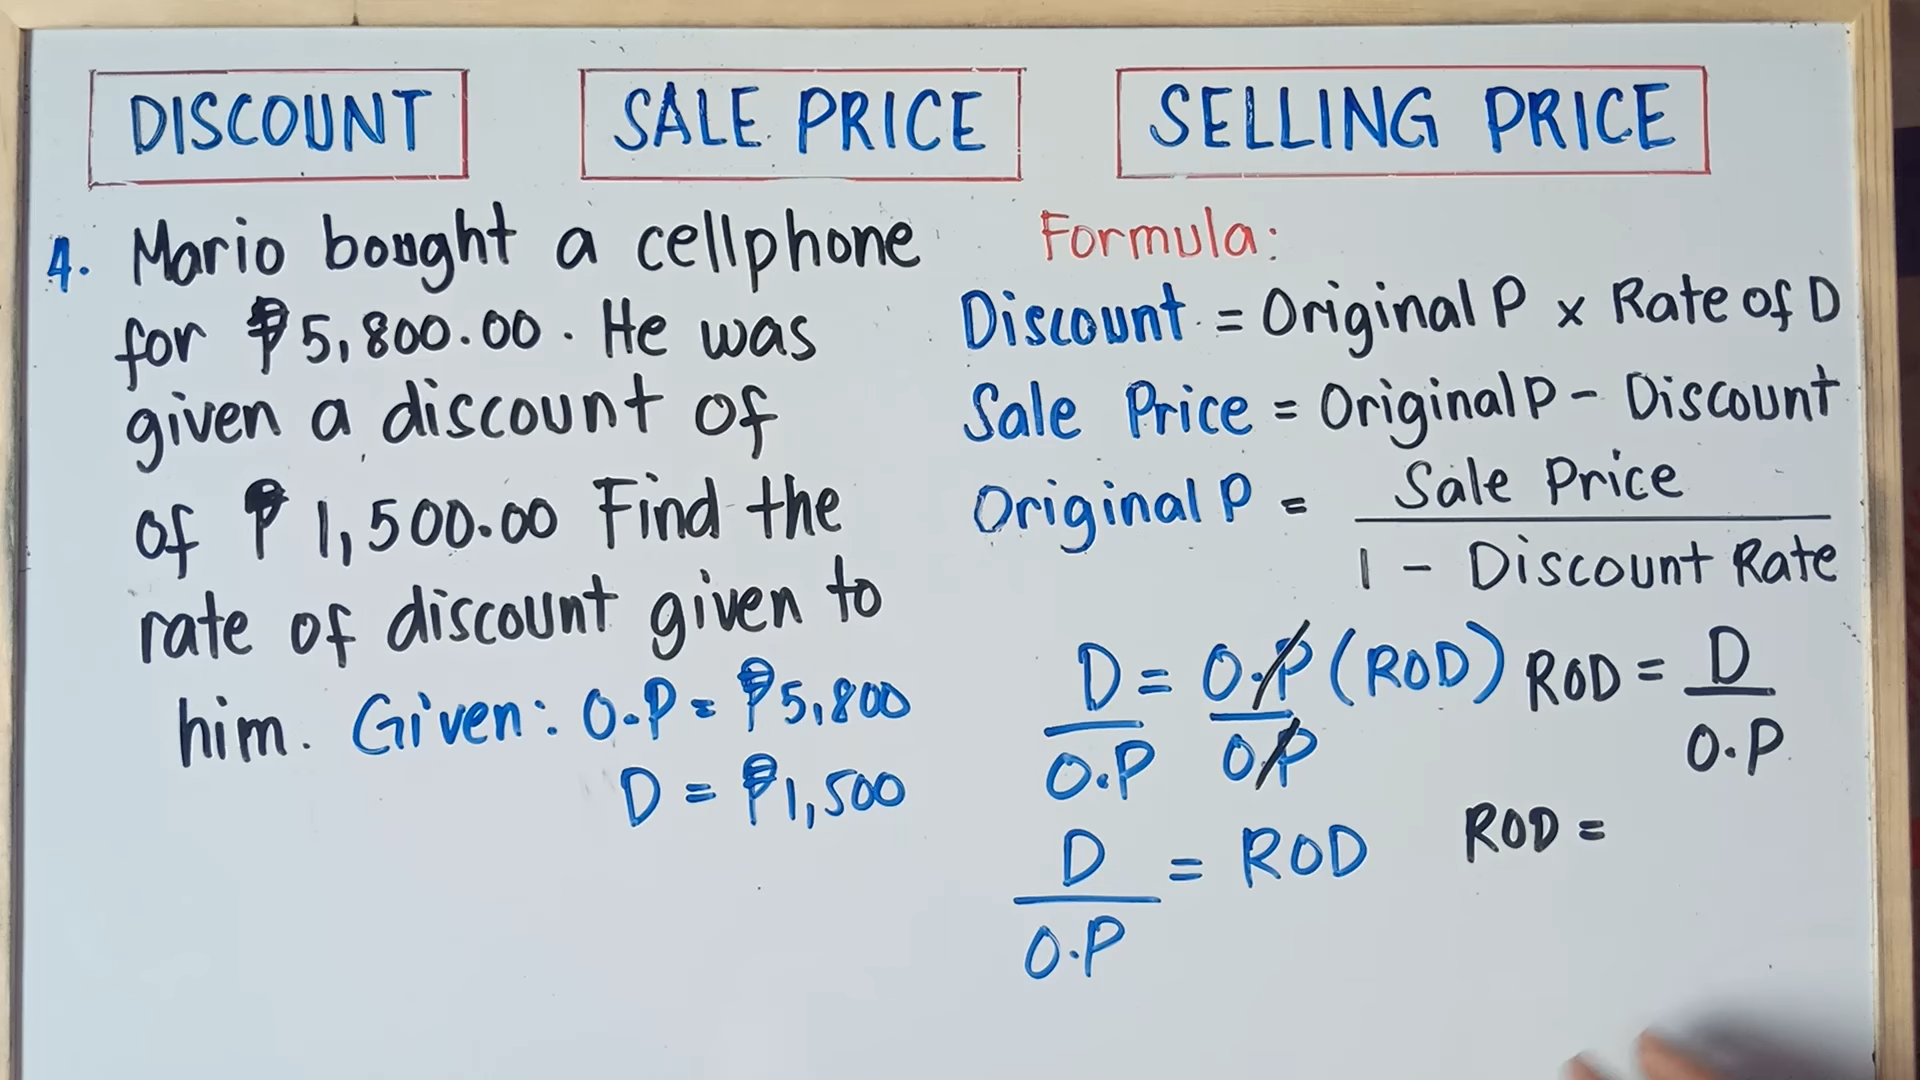 DISCOUNT
SALE PRICE
SELLING PRICE
4. Mario bought a cellphone
for ₱5,800.00. He was
given a discount of
of ₱1,500.00 Find the
rate of discount given to
him. Given: O.P = ₱5,800
D = ₱1,500
Formula:
Discount = Original P x Rate of D
Sale Price = Original P - Discount
Original P = Sale Price
1 - Discount Rate
D = O.P (ROD) ROD = D
O.P O.P O.P
D = ROD ROD =
O.P